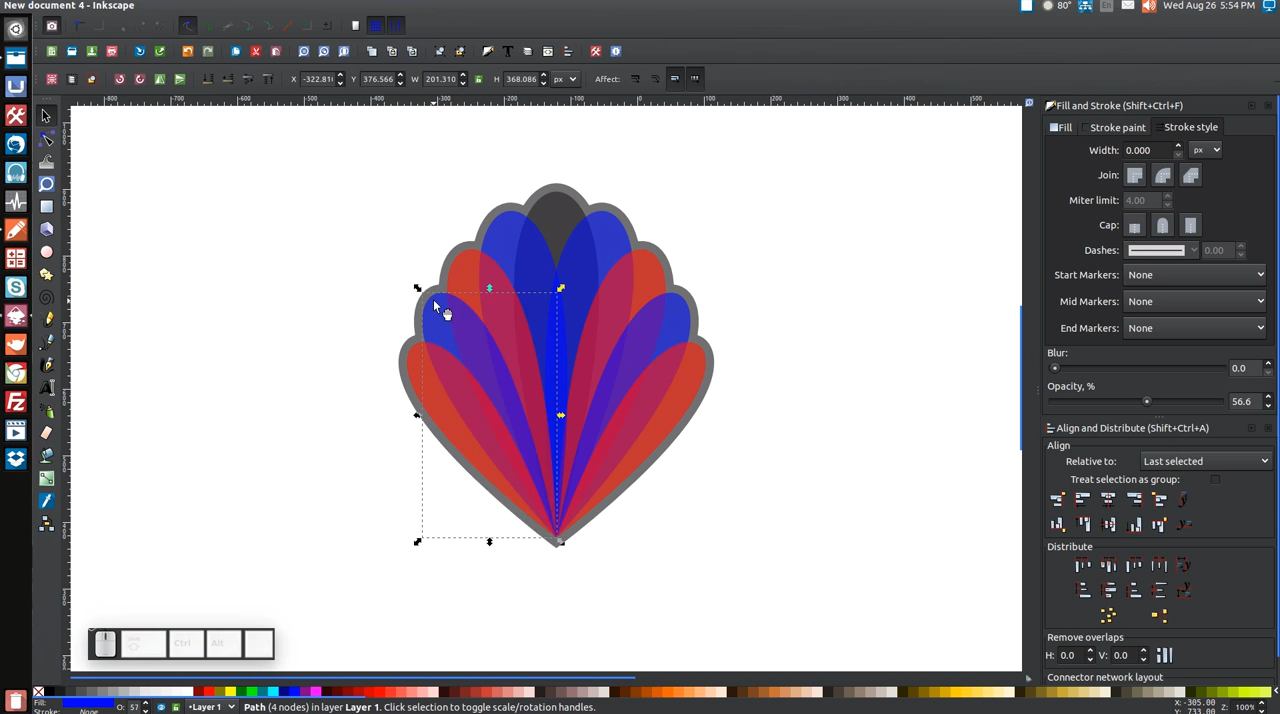 New document 4 - Inkscape
80°
En
Wed Aug 26 5:54 PM
X -322.81 Y 376.566 W 201.310 H 368.086 px Affect:
Fill and Stroke (Shift+Ctrl+F)
Fill Stroke paint Stroke style
Width: 0.000 px
Join:
Miter limit: 4.00
Cap:
Dashes: 0.00
Start Markers: None
Mid Markers: None
End Markers: None
Blur:
0.0
Opacity, %
56.6
Align and Distribute (Shift+Ctrl+A)
Align
Relative to: Last selected
Treat selection as group:
Distribute
Remove overlaps
H: 0.0 V: 0.0
Connector network layout
Ctrl Alt
Fill:
Stroke: None
O: 57
Layer 1
Path (4 nodes) in layer Layer 1. Click selection to toggle scale/rotation handles.
X: -305.00
Y: 733.00
Z: 100%